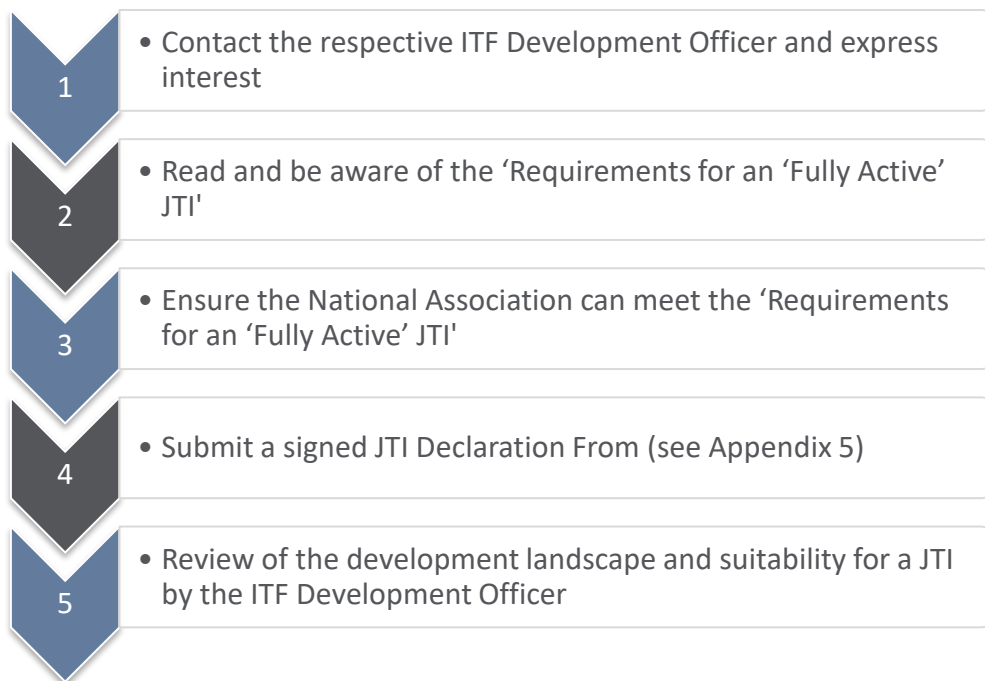 1
• Contact the respective ITF Development Officer and express
interest
2
• Read and be aware of the ‘Requirements for an ‘Fully Active’
JTI'
3
• Ensure the National Association can meet the ‘Requirements
for an ‘Fully Active’ JTI'
4
• Submit a signed JTI Declaration From (see Appendix 5)
5
• Review of the development landscape and suitability for a JTI
by the ITF Development Officer